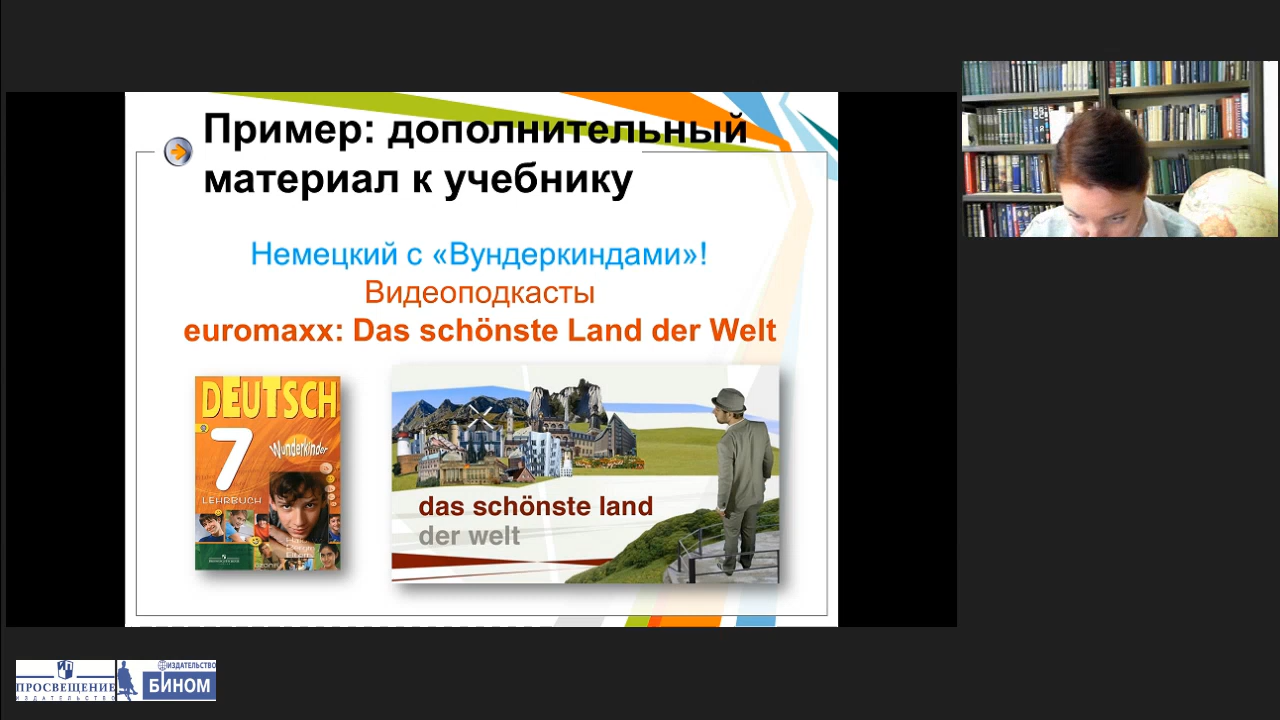 Пример: дополнительный
материал к учебнику
Немецкий с «Вундеркиндами»!
Видеоподкасты
euromaxx: Das schönste Land der Welt
DEUTSCH
7
Wunderkinder
LEHRBUCH
das schönste land
der welt
ПРОСВЕЩЕНИЕ
ИЗДАТЕЛЬСТВО
ИЗДАТЕЛЬСТВО
БИНОМ